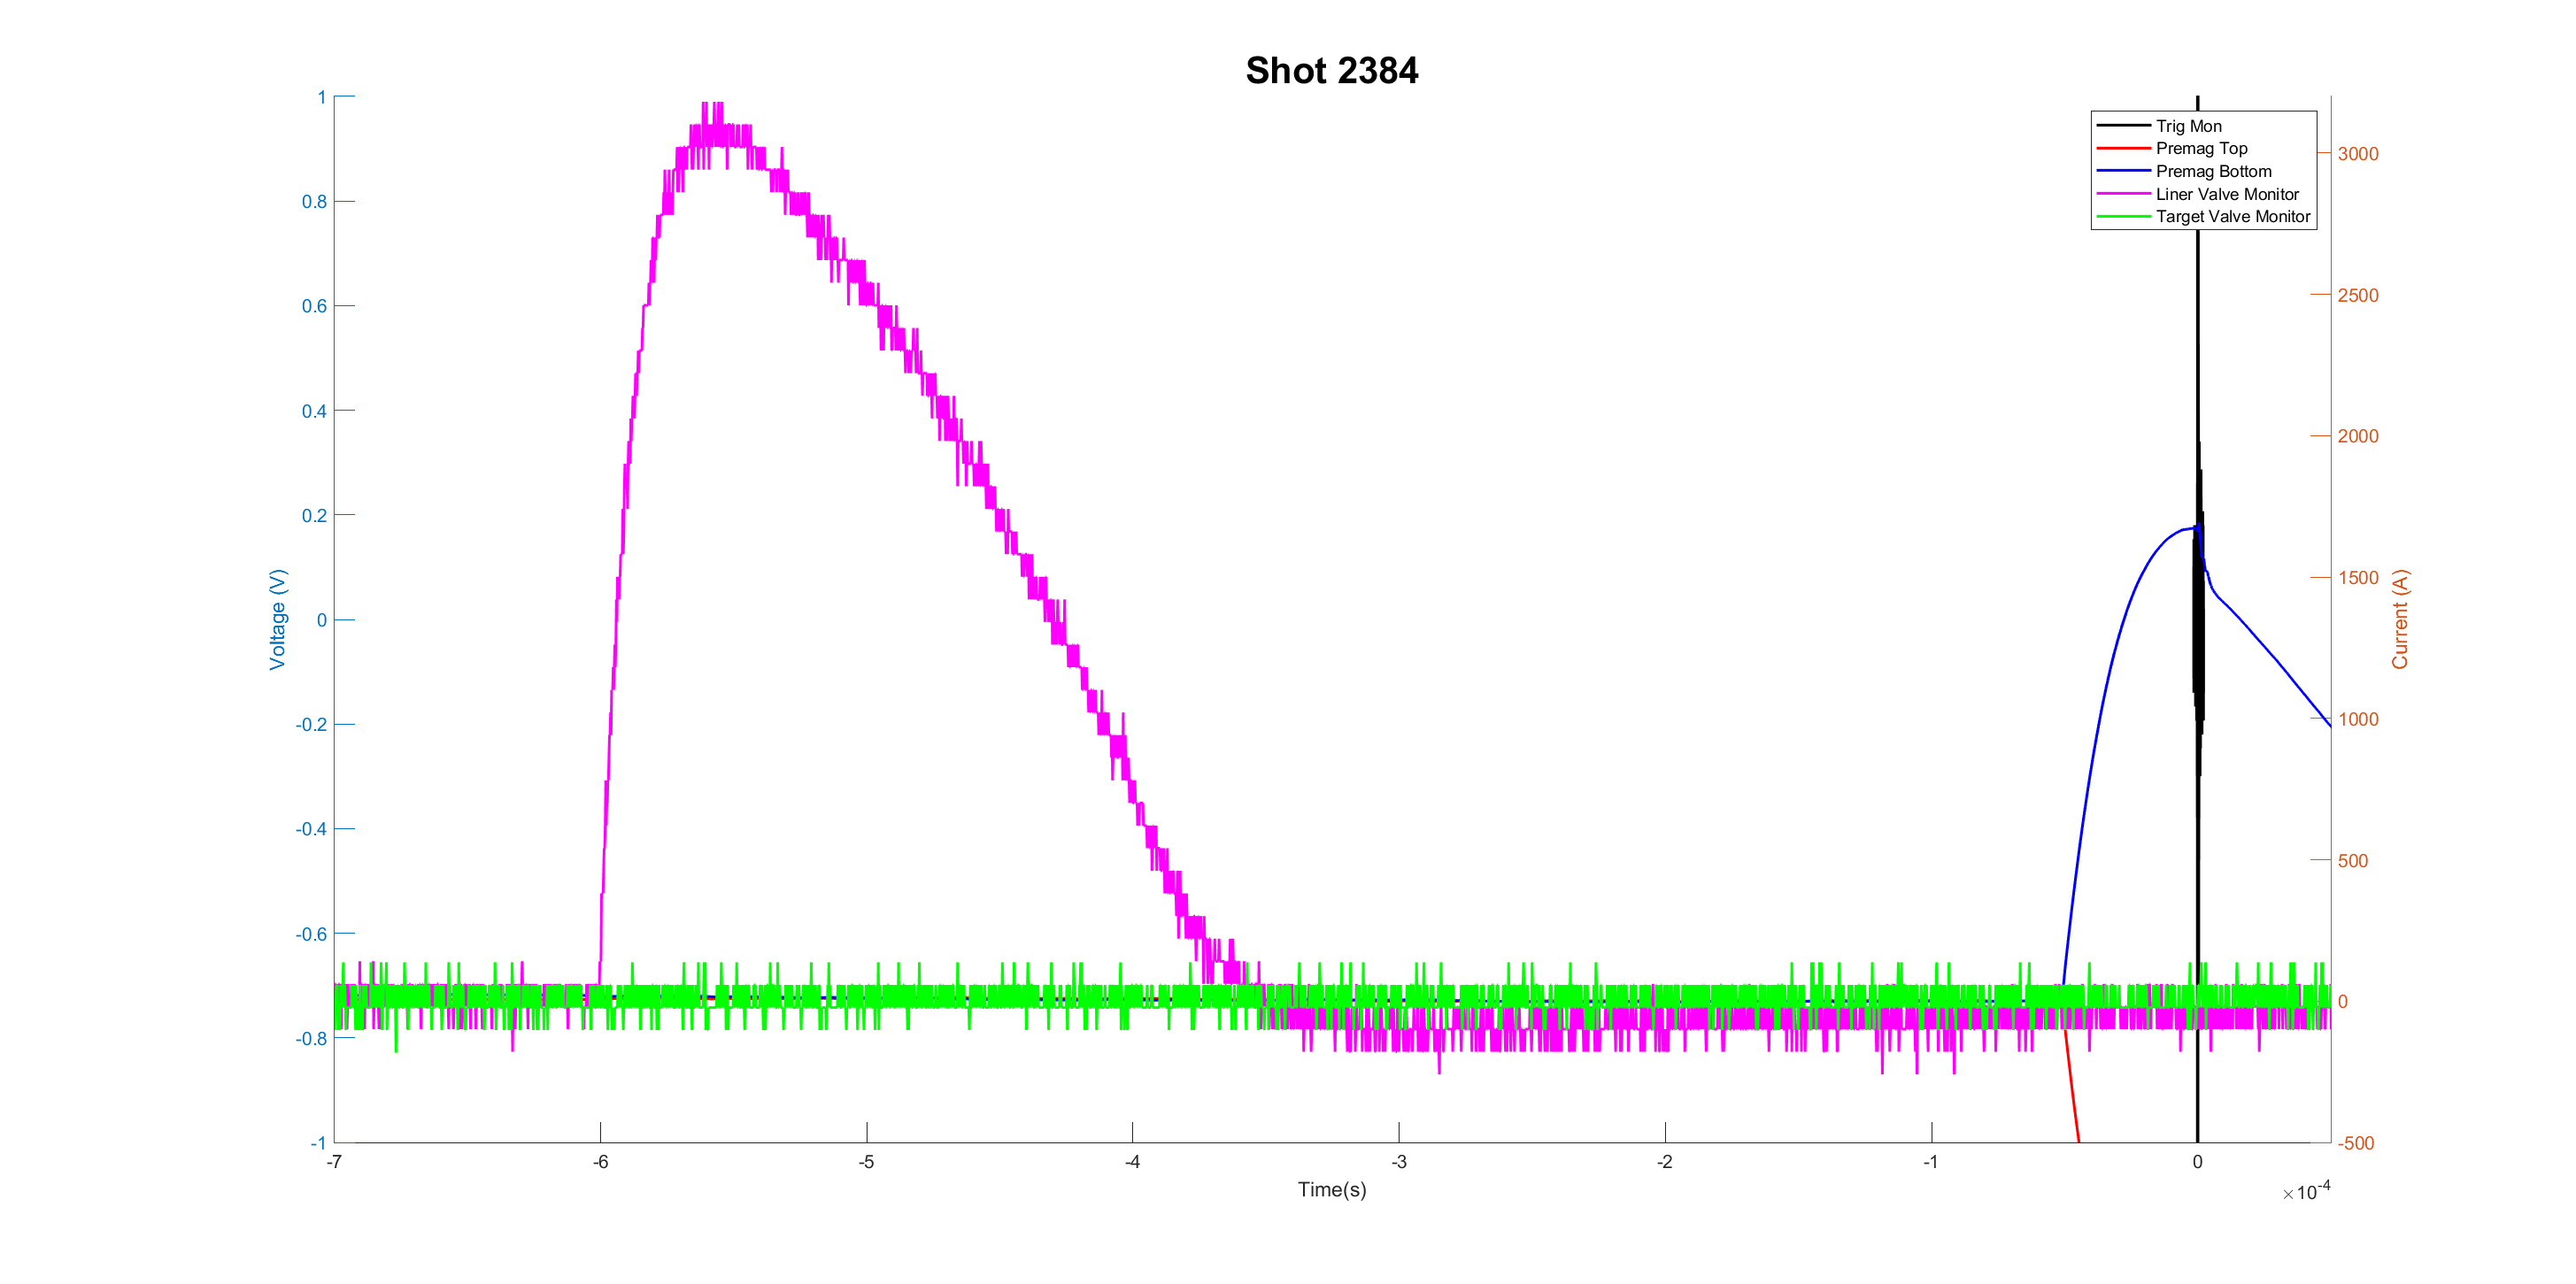 Shot 2384
1
0.8
0.6
0.4
0.2
0
-0.2
-0.4
-0.6
-0.8
-1
Voltage (V)
Trig Mon
Premag Top
Premag Bottom
Liner Valve Monitor
Target Valve Monitor
3000
2500
2000
1500
1000
500
0
-500
Current (A)
-7 -6 -5 -4 -3 -2 -1 0
Time(s)
×10-4